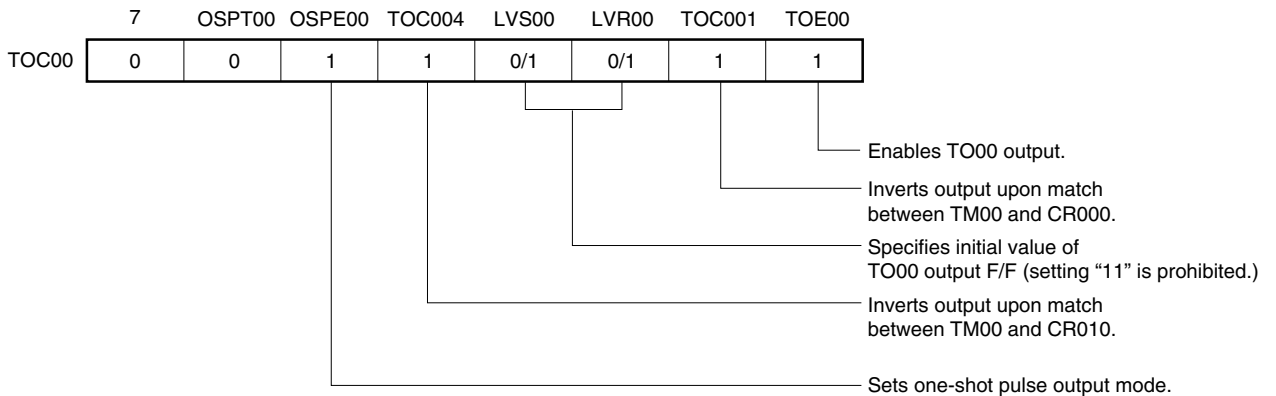 7 OSPT00 OSPE00 TOC004 LVS00 LVR00 TOC001 TOE00
TOC00 0 0 1 1 0/1 0/1 1 1
Enables TO00 output.
Inverts output upon match
between TM00 and CR000.
Specifies initial value of
TO00 output F/F (setting “11” is prohibited.)
Inverts output upon match
between TM00 and CR010.
Sets one-shot pulse output mode.